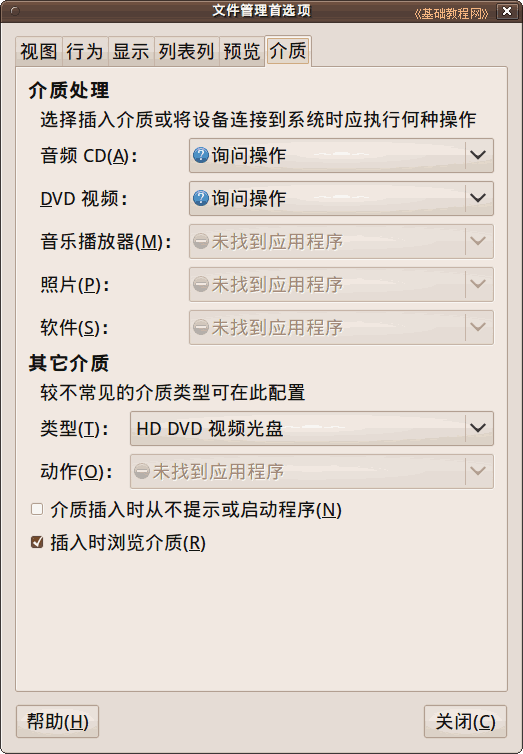 文件管理首选项 《基础教程网》
视图 行为 显示 列表列 预览 介质
介质处理
选择插入介质或将设备连接到系统时应执行何种操作
音频 CD(A)： 询问操作
DVD 视频： 询问操作
音乐播放器(M)： 未找到应用程序
照片(P)： 未找到应用程序
软件(S)： 未找到应用程序
其它介质
较不常见的介质类型可在此配置
类型(T)： HD DVD 视频光盘
动作(O)： 未找到应用程序
介质插入时从不提示或启动程序(N)
插入时浏览介质(R)
帮助(H) 关闭(C)